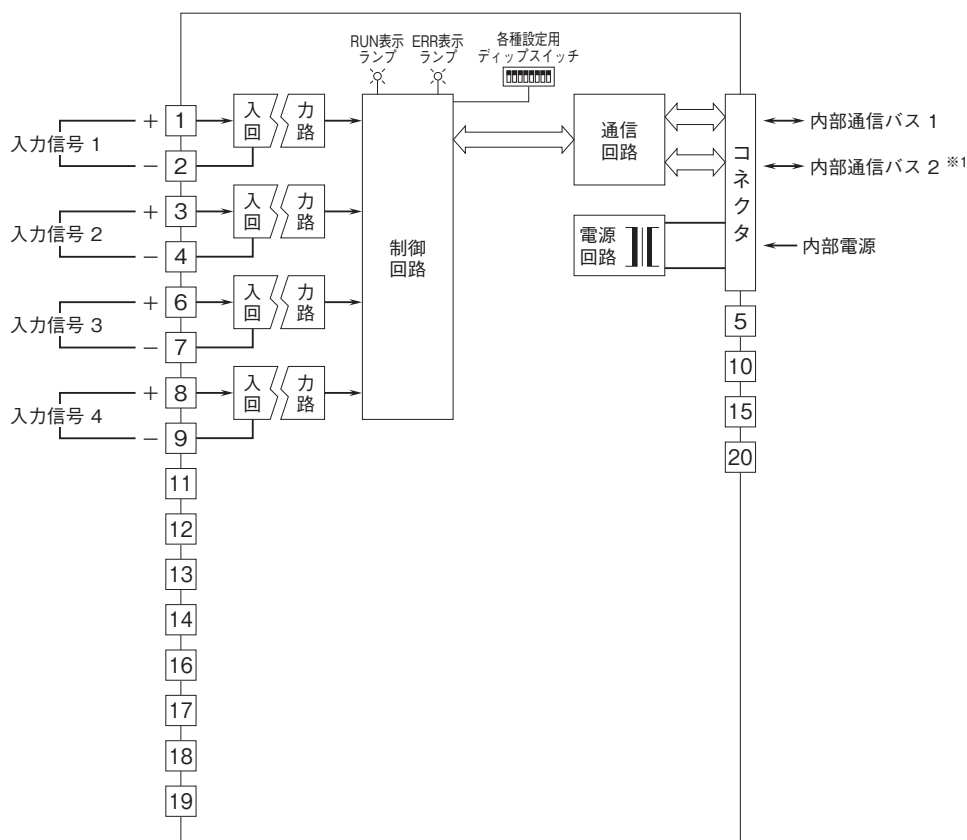 RUN表示
ランプ
ERR表示
ランプ
各種設定用
ディップスイッチ
入力信号 1
+
1
-
2
入 力
回 路
入力信号 2
+
3
-
4
入 力
回 路
入力信号 3
+
6
-
7
入 力
回 路
入力信号 4
+
8
-
9
入 力
回 路
制御
回路
通信
回路
電源
回路
コネクタ
内部通信バス 1
内部通信バス 2 ※1
内部電源
5
10
15
20
11
12
13
14
16
17
18
19